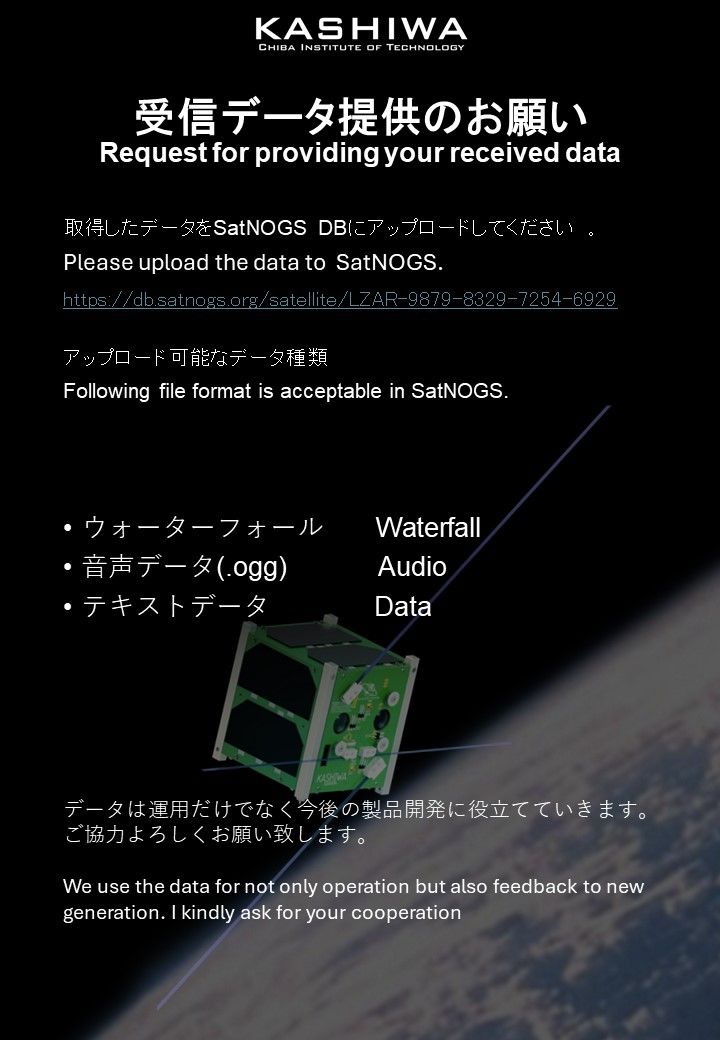 KASHIWA
CHIBA INSTITUTE OF TECHNOLOGY
受信データ提供のお願い
Request for providing your received data
取得したデータをSatNOGS DBにアップロードしてください 。
Please upload the data to SatNOGS.
https://db.satnogs.org/satellite/LZAR-9879-8329-7254-6929
アップロード可能なデータ種類
Following file format is acceptable in SatNOGS.
• ウォーターフォール Waterfall
• 音声データ(.ogg) Audio
• テキストデータ Data
KASHIWA
データは運用だけでなく今後の製品開発に役立てていきます。
ご協力よろしくお願い致します。
We use the data for not only operation but also feedback to new
generation. I kindly ask for your cooperation